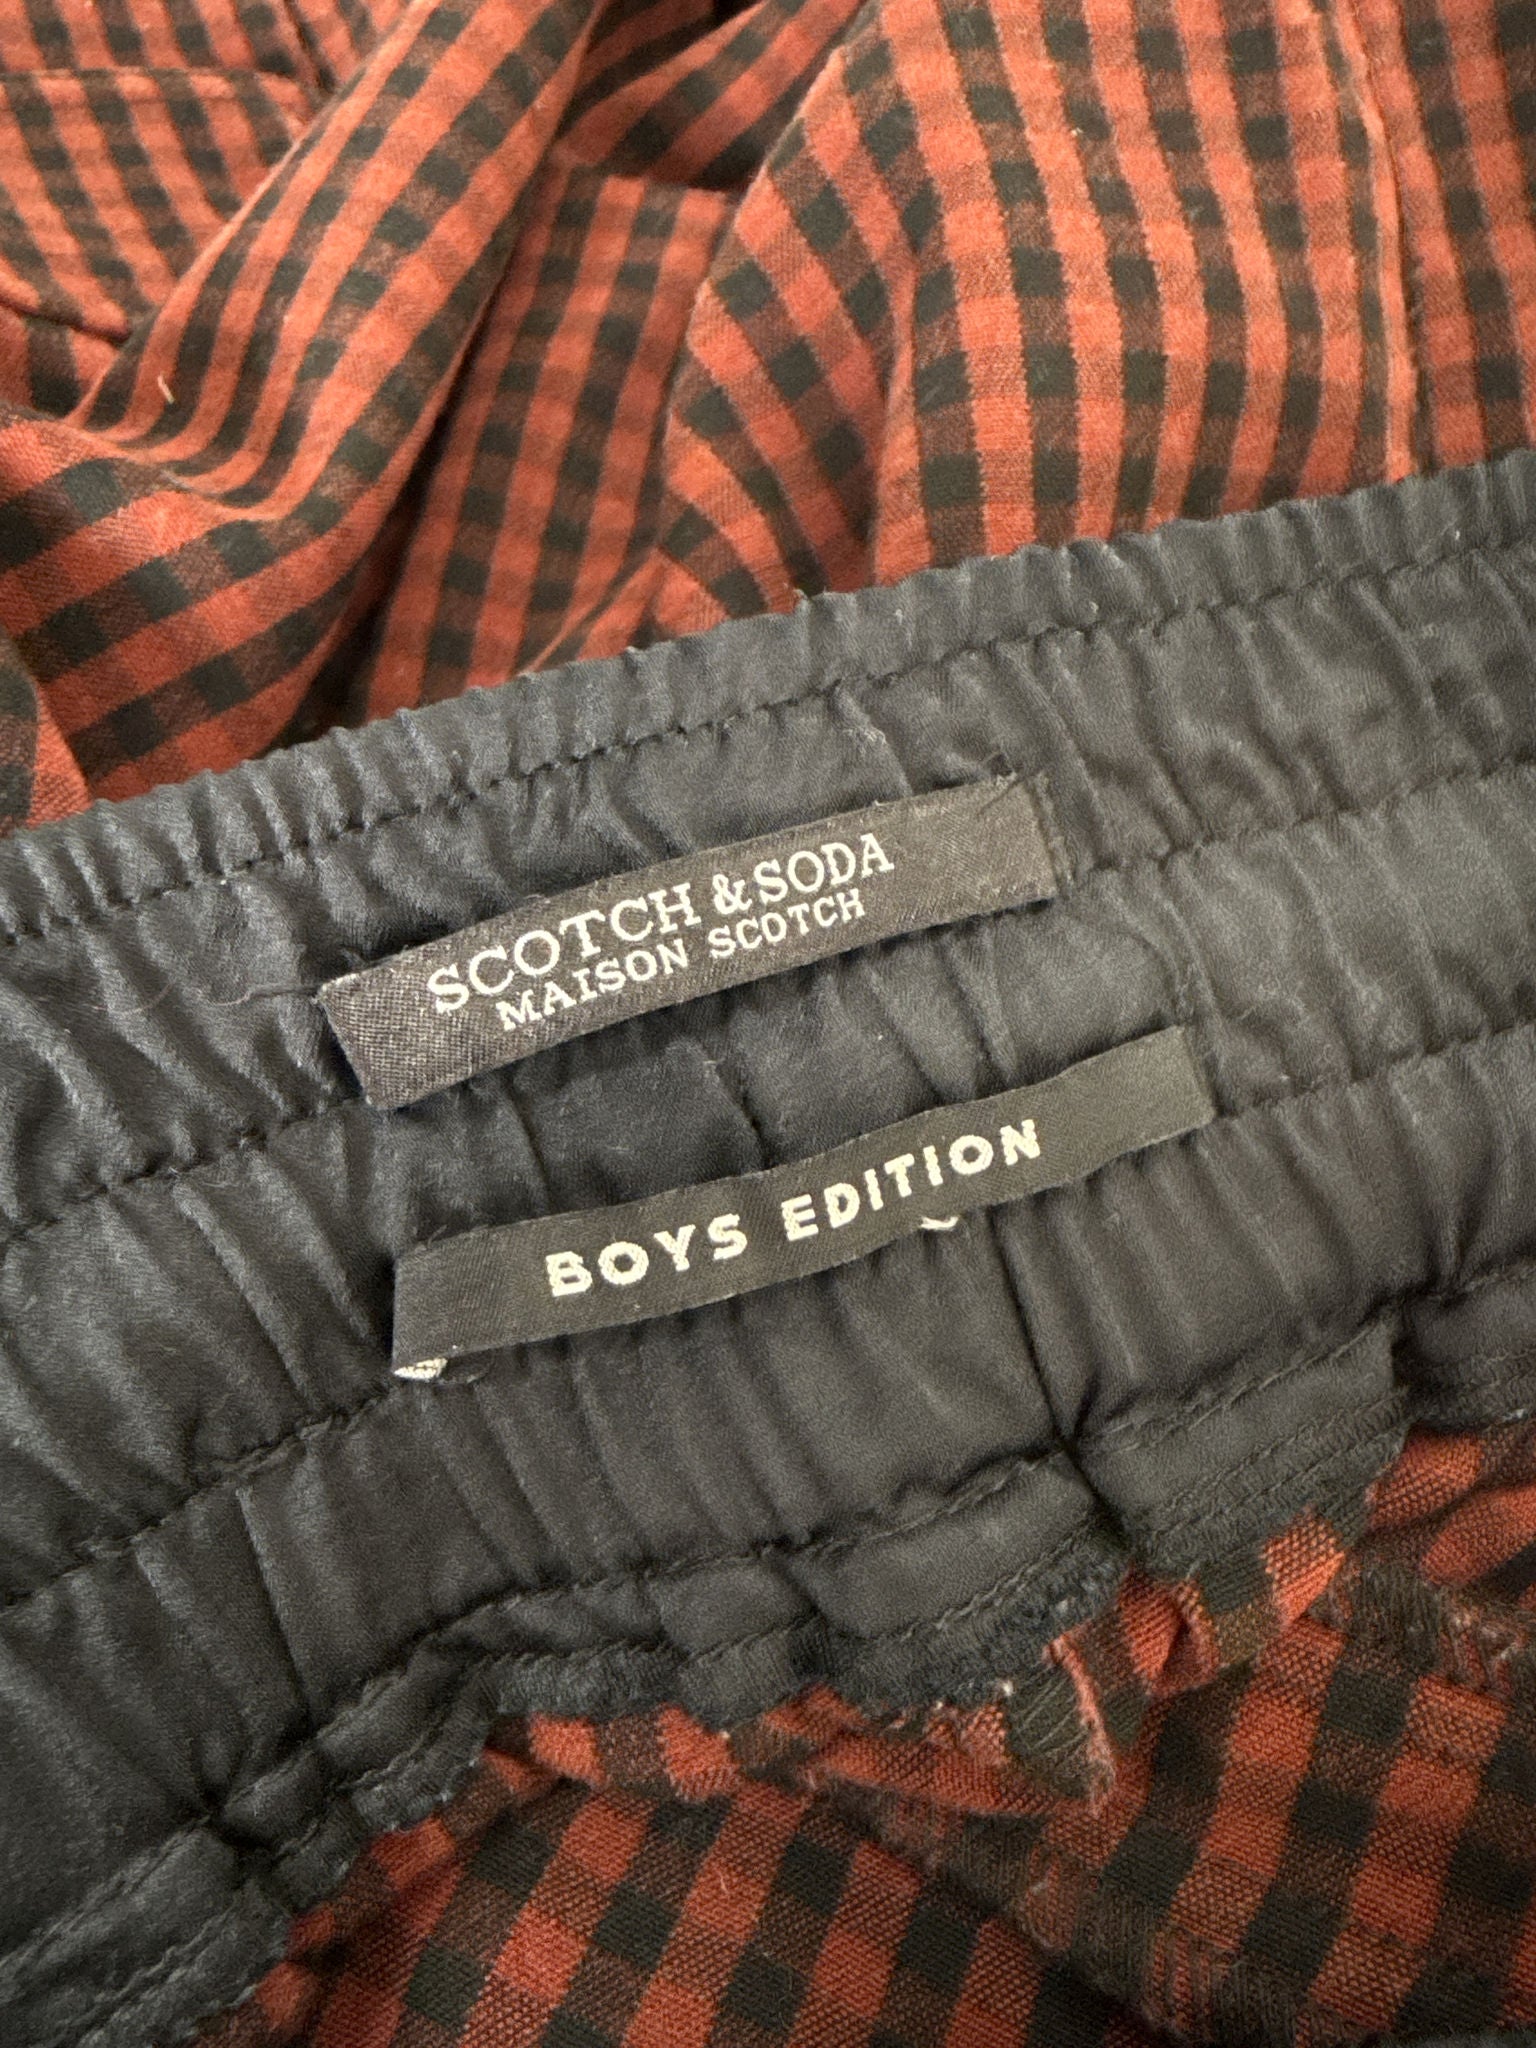 SCOTCH & SODA
MAISON SCOTCH
BOYS EDITION